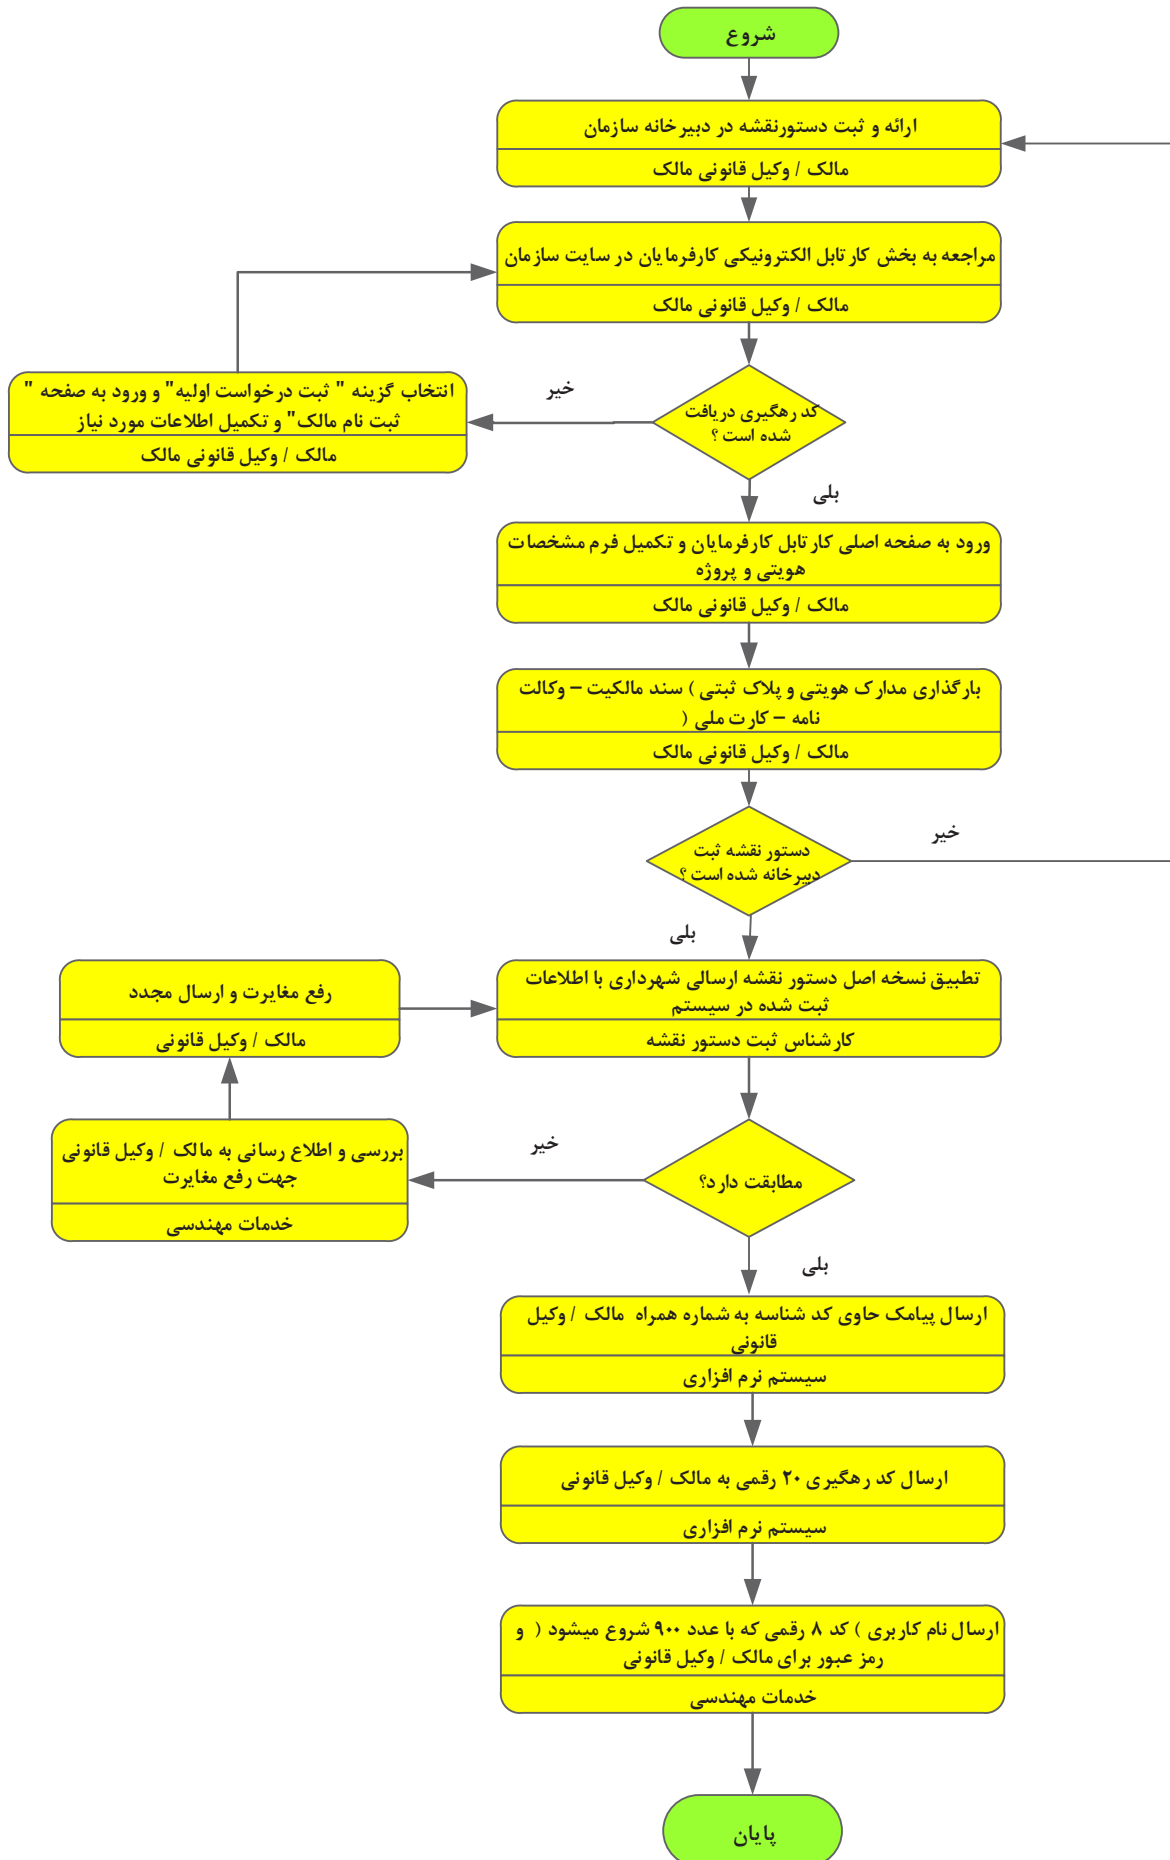 شروع
ارائه و ثبت دستورنقشه در دبیرخانه سازمان
مالک / وکیل قانونی مالک
مراجعه به بخش کارتابل الکترونیکی کارفرمایان در سایت سازمان
مالک / وکیل قانونی مالک
کد رهگیری دریافت
شده است ؟
خیر
انتخاب گزینه " ثبت درخواست اولیه" و ورود به صفحه "
ثبت نام مالک" و تکمیل اطلاعات مورد نیاز
مالک / وکیل قانونی مالک
بلی
ورود به صفحه اصلی کارتابل کارفرمایان و تکمیل فرم مشخصات
هویتی و پروژه
مالک / وکیل قانونی مالک
بارگذاری مدارک هویتی و پلاک ثبتی ) سند مالکیت – وکالت
نامه – کارت ملی (
مالک / وکیل قانونی مالک
دستور نقشه ثبت
دبیرخانه شده است ؟
خیر
بلی
تطبیق نسخه اصل دستور نقشه ارسالی شهرداری با اطلاعات
ثبت شده در سیستم
کارشناس ثبت دستور نقشه
رفع مغایرت و ارسال مجدد
مالک / وکیل قانونی
مطابقت دارد؟
خیر
بررسی و اطلاع رسانی به مالک / وکیل قانونی
جهت رفع مغایرت
خدمات مهندسی
بلی
ارسال پیامک حاوی کد شناسه به شماره همراه مالک / وکیل
قانونی
سیستم نرم افزاری
ارسال کد رهگیری ۲۰ رقمی به مالک / وکیل قانونی
سیستم نرم افزاری
ارسال نام کاربری ) کد ۸ رقمی که با عدد ۹۰۰ شروع میشود ( و
رمز عبور برای مالک / وکیل قانونی
خدمات مهندسی
پایان